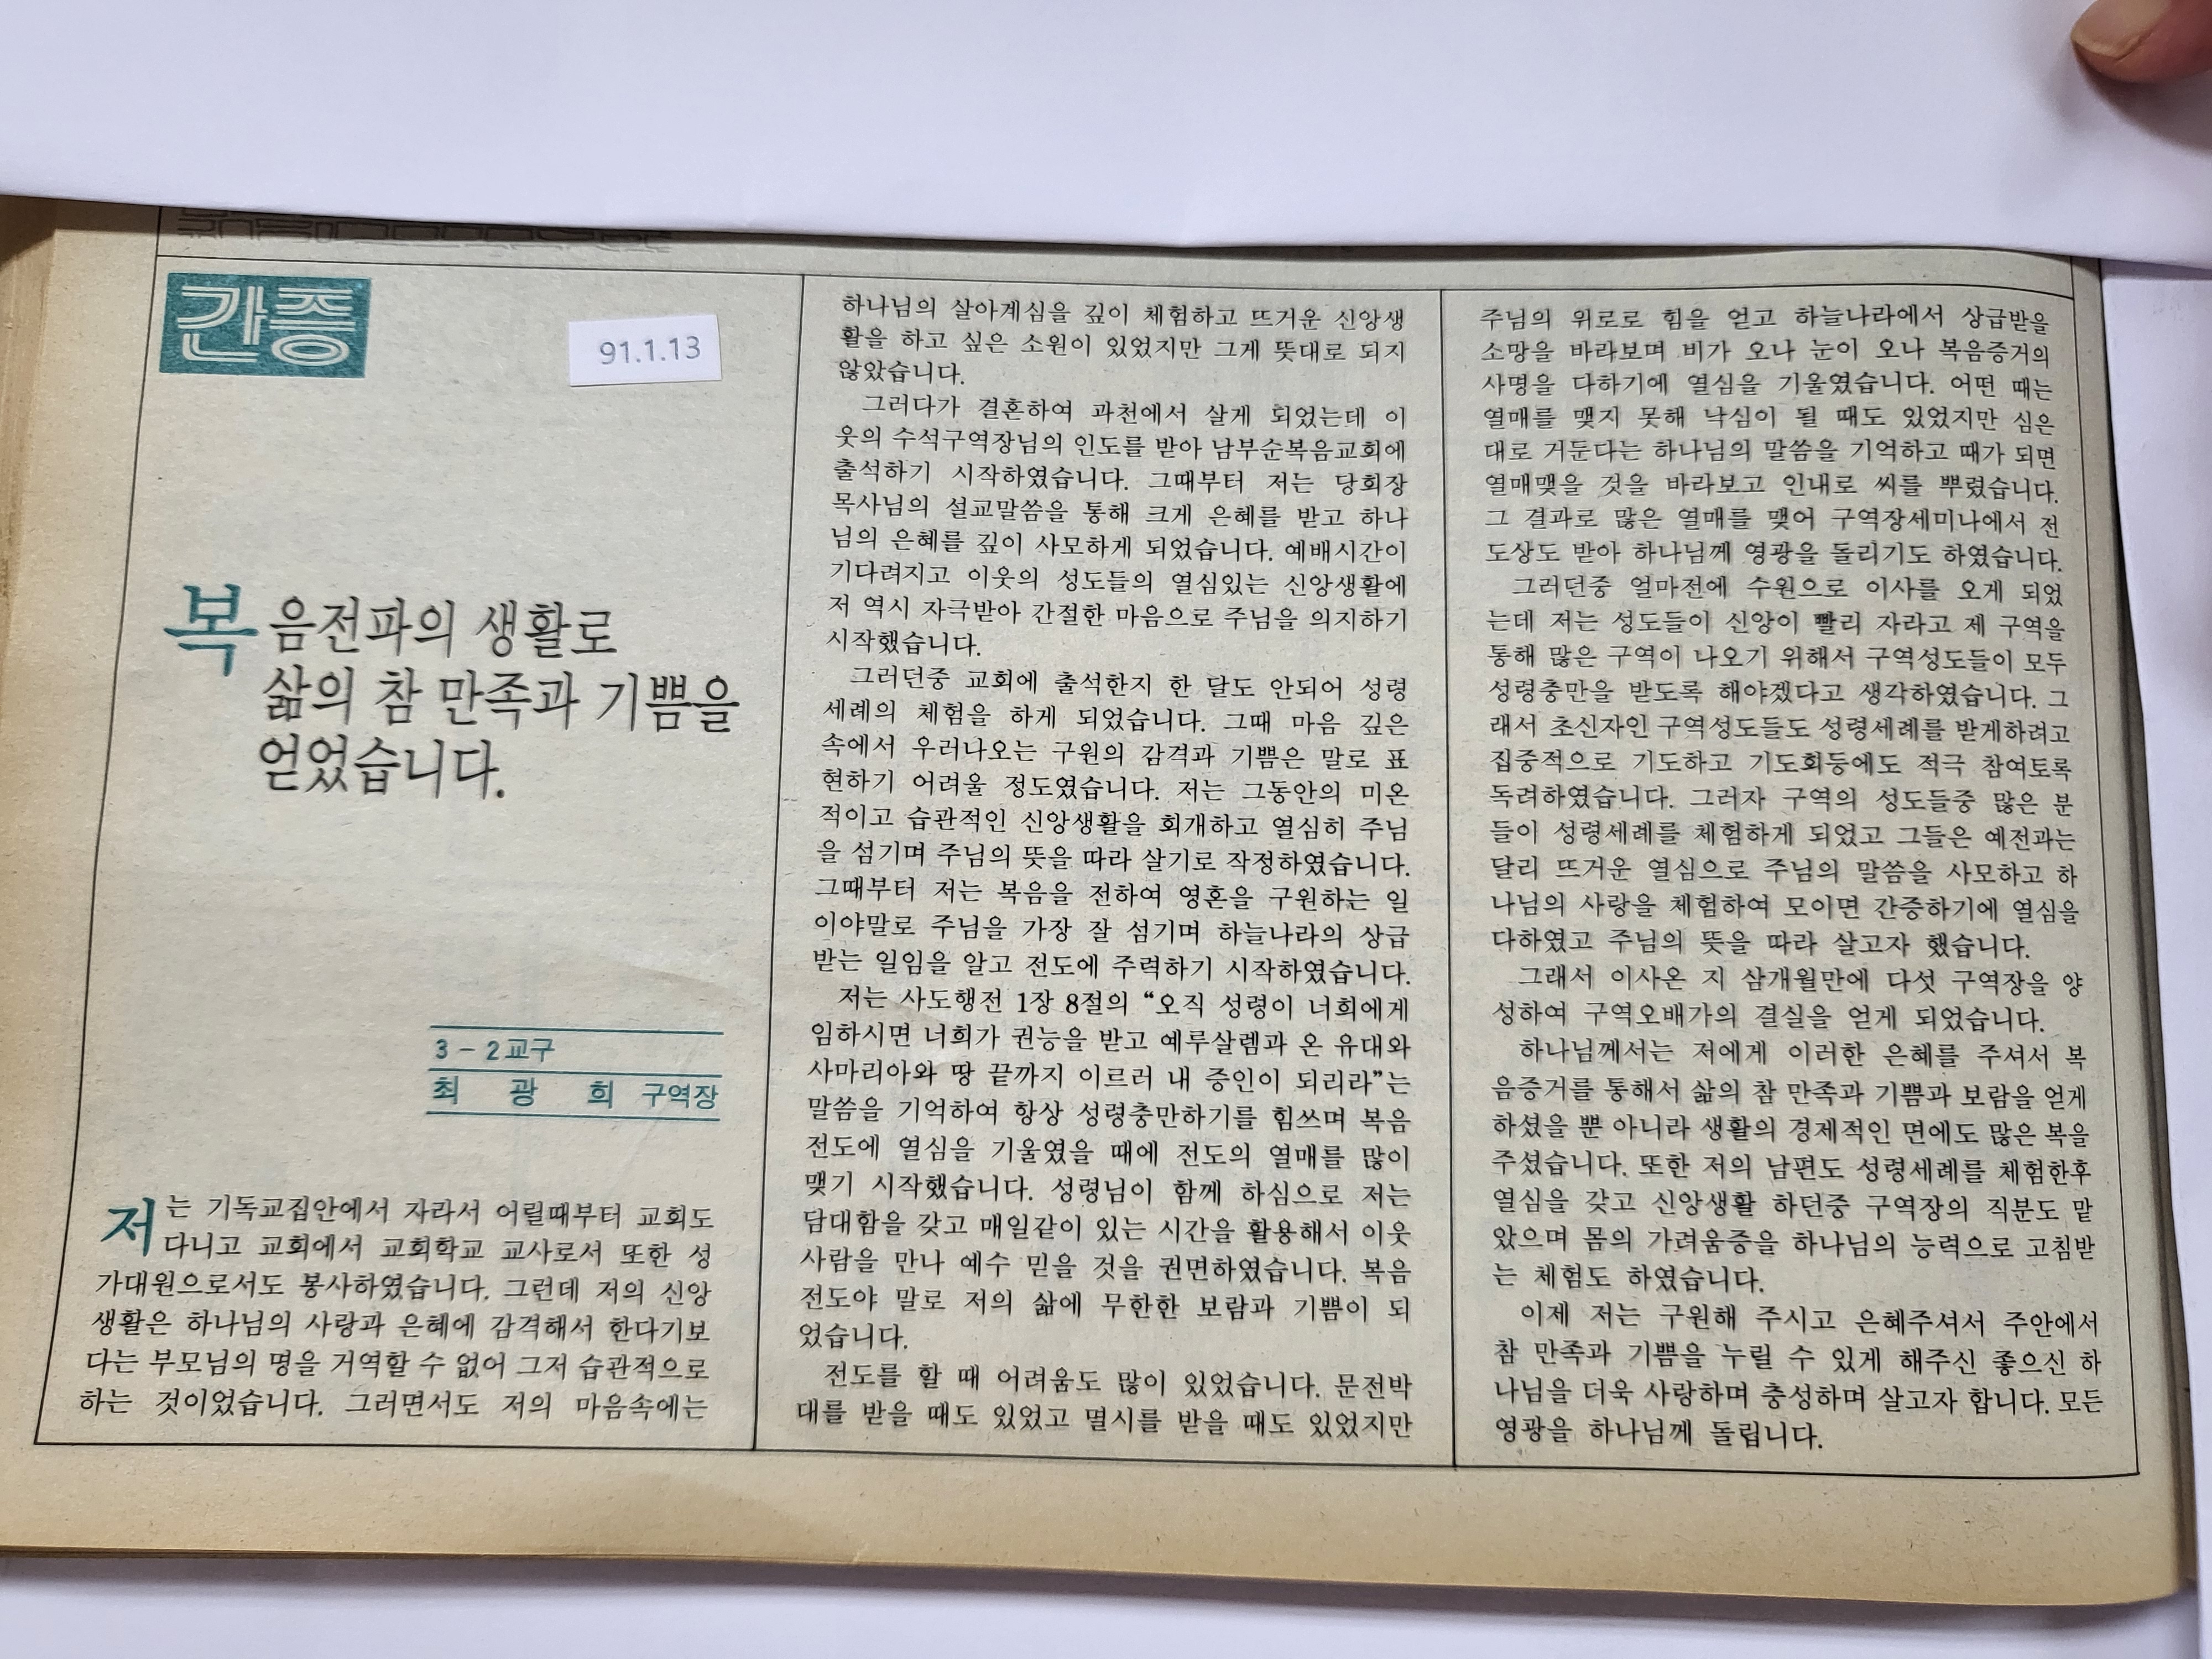 간증
91.1.13
복음전파의 생활로
삶의 참 만족과 기쁨을
얻었습니다.
3-2교구
최 광 희 구역장
저는 기독교집안에서 자라서 어릴때부터 교회도
다니고 교회에서 교회학교 교사로서 또한 성
가대원으로서도 봉사하였습니다. 그런데 저의 신앙
생활은 하나님의 사랑과 은혜에 감격해서 한다기보
다는 부모님의 명을 거역할 수 없어 그저 습관적으로
하는 것이었습니다. 그러면서도 저의 마음속에는
하나님의 살아계심을 깊이 체험하고 뜨거운 신앙생
활을 하고 싶은 소원이 있었지만 그게 뜻대로 되지
않았습니다.
그러다가 결혼하여 과천에서 살게 되었는데 이
웃의 수석구역장님의 인도를 받아 남부순복음교회에
출석하기 시작하였습니다. 그때부터 저는 당회장
목사님의 설교말씀을 통해 크게 은혜를 받고 하나
님의 은혜를 깊이 사모하게 되었습니다. 예배시간이
기다려지고 이웃의 성도들의 열심있는 신앙생활에
저 역시 자극받아 간절한 마음으로 주님을 의지하기
시작했습니다.
그러던중 교회에 출석한지 한 달도 안되어 성령
세례의 체험을 하게 되었습니다. 그때 마음 깊은
속에서 우러나오는 구원의 감격과 기쁨은 말로 표
현하기 어려울 정도였습니다. 저는 그동안의 미온
적이고 습관적인 신앙생활을 회개하고 열심히 주님
을 섬기며 주님의 뜻을 따라 살기로 작정하였습니다.
그때부터 저는 복음을 전하여 영혼을 구원하는 일
이야말로 주님을 가장 잘 섬기며 하늘나라의 상급
받는 일임을 알고 전도에 주력하기 시작하였습니다.
저는 사도행전 1장 8절의 “오직 성령이 너희에게
임하시면 너희가 권능을 받고 예루살렘과 온 유대와
사마리아와 땅 끝까지 이르러 내 증인이 되리라”는
말씀을 기억하여 항상 성령충만하기를 힘쓰며 복음
전도에 열심을 기울였을 때에 전도의 열매를 많이
맺기 시작했습니다. 성령님이 함께 하심으로 저는
담대함을 갖고 매일같이 있는 시간을 활용해서 이웃
사람을 만나 예수 믿을 것을 권면하였습니다. 복음
전도야 말로 저의 삶에 무한한 보람과 기쁨이 되
었습니다.
전도를 할 때 어려움도 많이 있었습니다. 문전박
대를 받을 때도 있었고 멸시를 받을 때도 있었지만
주님의 위로로 힘을 얻고 하늘나라에서 상급받을
소망을 바라보며 비가 오나 눈이 오나 복음증거의
사명을 다하기에 열심을 기울였습니다. 어떤 때는
열매를 맺지 못해 낙심이 될 때도 있었지만 심은
대로 거둔다는 하나님의 말씀을 기억하고 때가 되면
열매맺을 것을 바라보고 인내로 씨를 뿌렸습니다.
그 결과로 많은 열매를 맺어 구역장세미나에서 전
도상도 받아 하나님께 영광을 돌리기도 하였습니다.
그러던중 얼마전에 수원으로 이사를 오게 되었
는데 저는 성도들이 신앙이 빨리 자라고 제 구역을
통해 많은 구역이 나오기 위해서 구역성도들이 모두
성령충만을 받도록 해야겠다고 생각하였습니다. 그
래서 초신자인 구역성도들도 성령세례를 받게하려고
집중적으로 기도하고 기도회등에도 적극 참여토록
독려하였습니다. 그러자 구역의 성도들중 많은 분
들이 성령세례를 체험하게 되었고 그들은 예전과는
달리 뜨거운 열심으로 주님의 말씀을 사모하고 하
나님의 사랑을 체험하여 모이면 간증하기에 열심을
다하였고 주님의 뜻을 따라 살고자 했습니다.
그래서 이사온 지 삼개월만에 다섯 구역장을 양
성하여 구역오배가의 결실을 얻게 되었습니다.
하나님께서는 저에게 이러한 은혜를 주셔서 복
음증거를 통해서 삶의 참 만족과 기쁨과 보람을 얻게
하셨을 뿐 아니라 생활의 경제적인 면에도 많은 복을
주셨습니다. 또한 저의 남편도 성령세례를 체험한후
열심을 갖고 신앙생활 하던중 구역장의 직분도 맡
았으며 몸의 가려움증을 하나님의 능력으로 고침받
는 체험도 하였습니다.
이제 저는 구원해 주시고 은혜주셔서 주안에서
참 만족과 기쁨을 누릴 수 있게 해주신 좋으신 하
나님을 더욱 사랑하며 충성하며 살고자 합니다. 모든
영광을 하나님께 돌립니다.